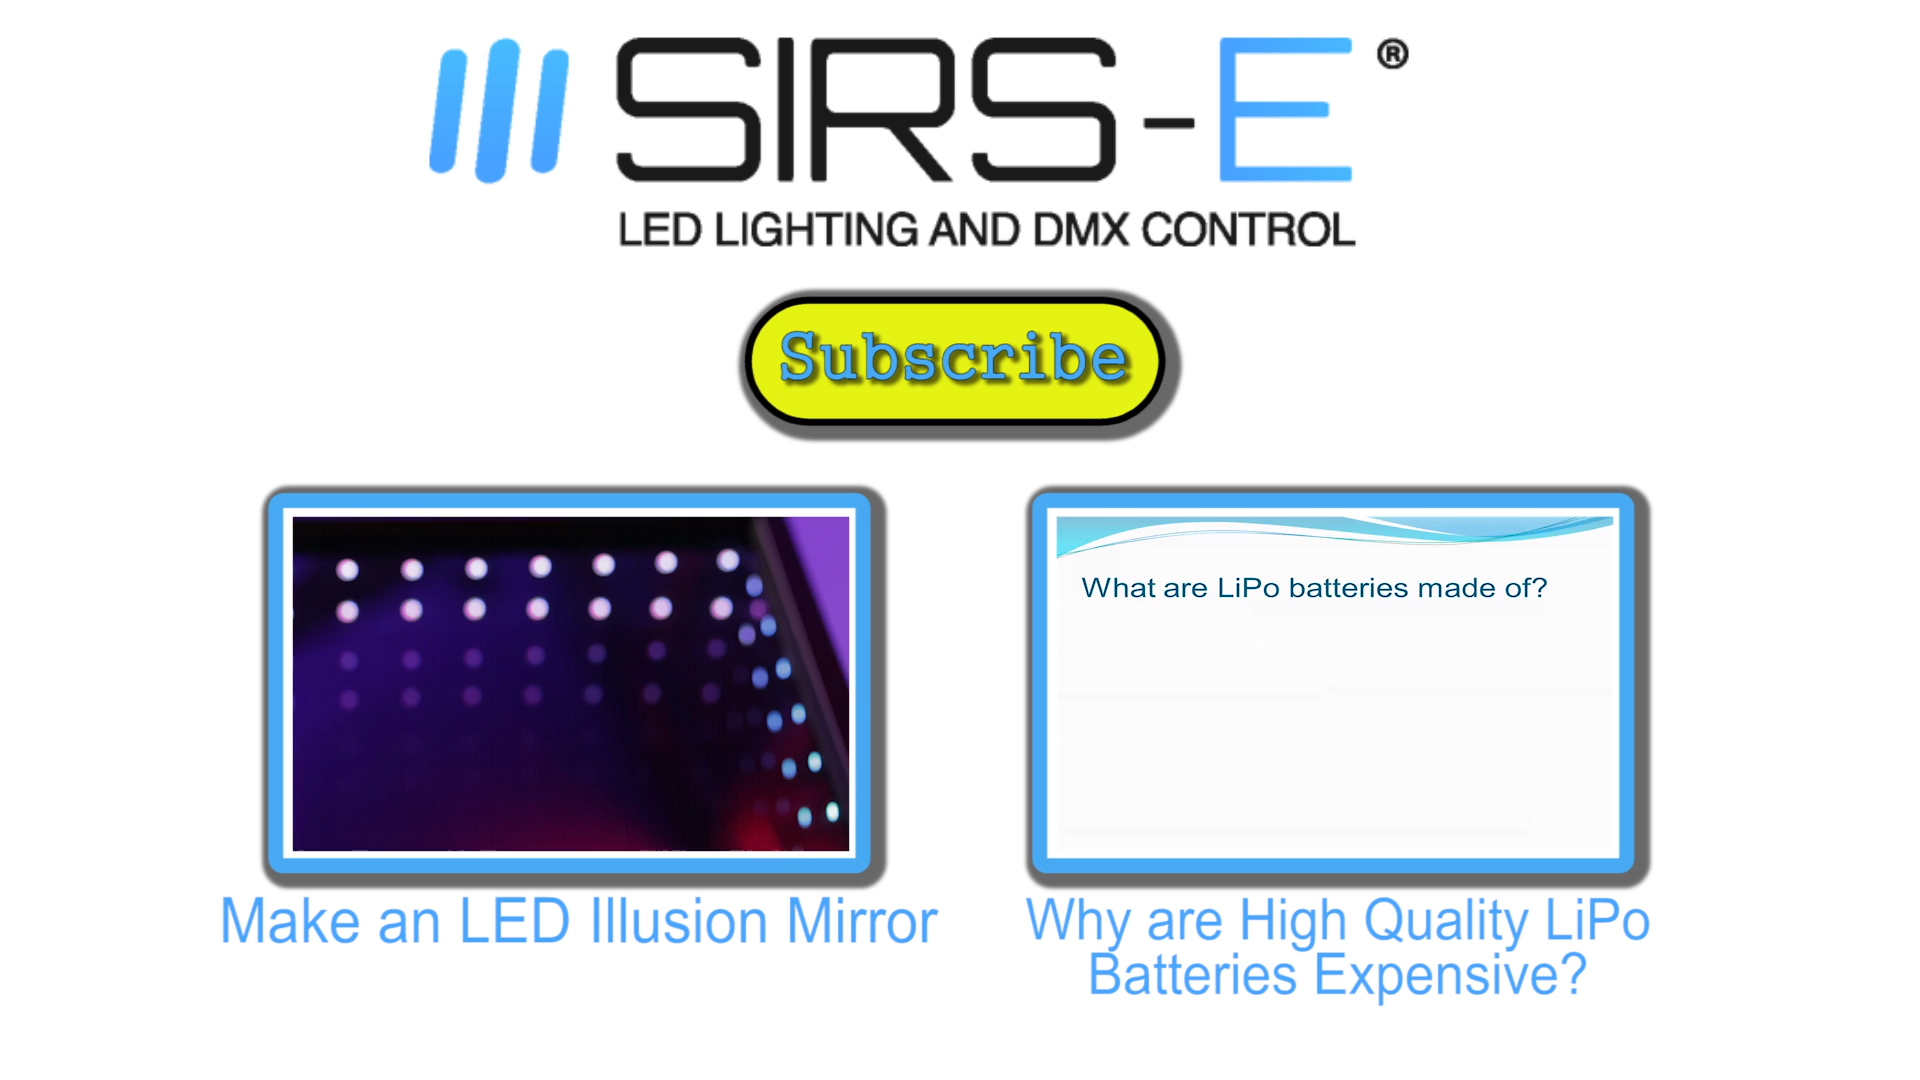 SIRS-E®
LED LIGHTING AND DMX CONTROL
Subscribe
What are LiPo batteries made of?
Make an LED Illusion Mirror
Why are High Quality LiPo
Batteries Expensive?